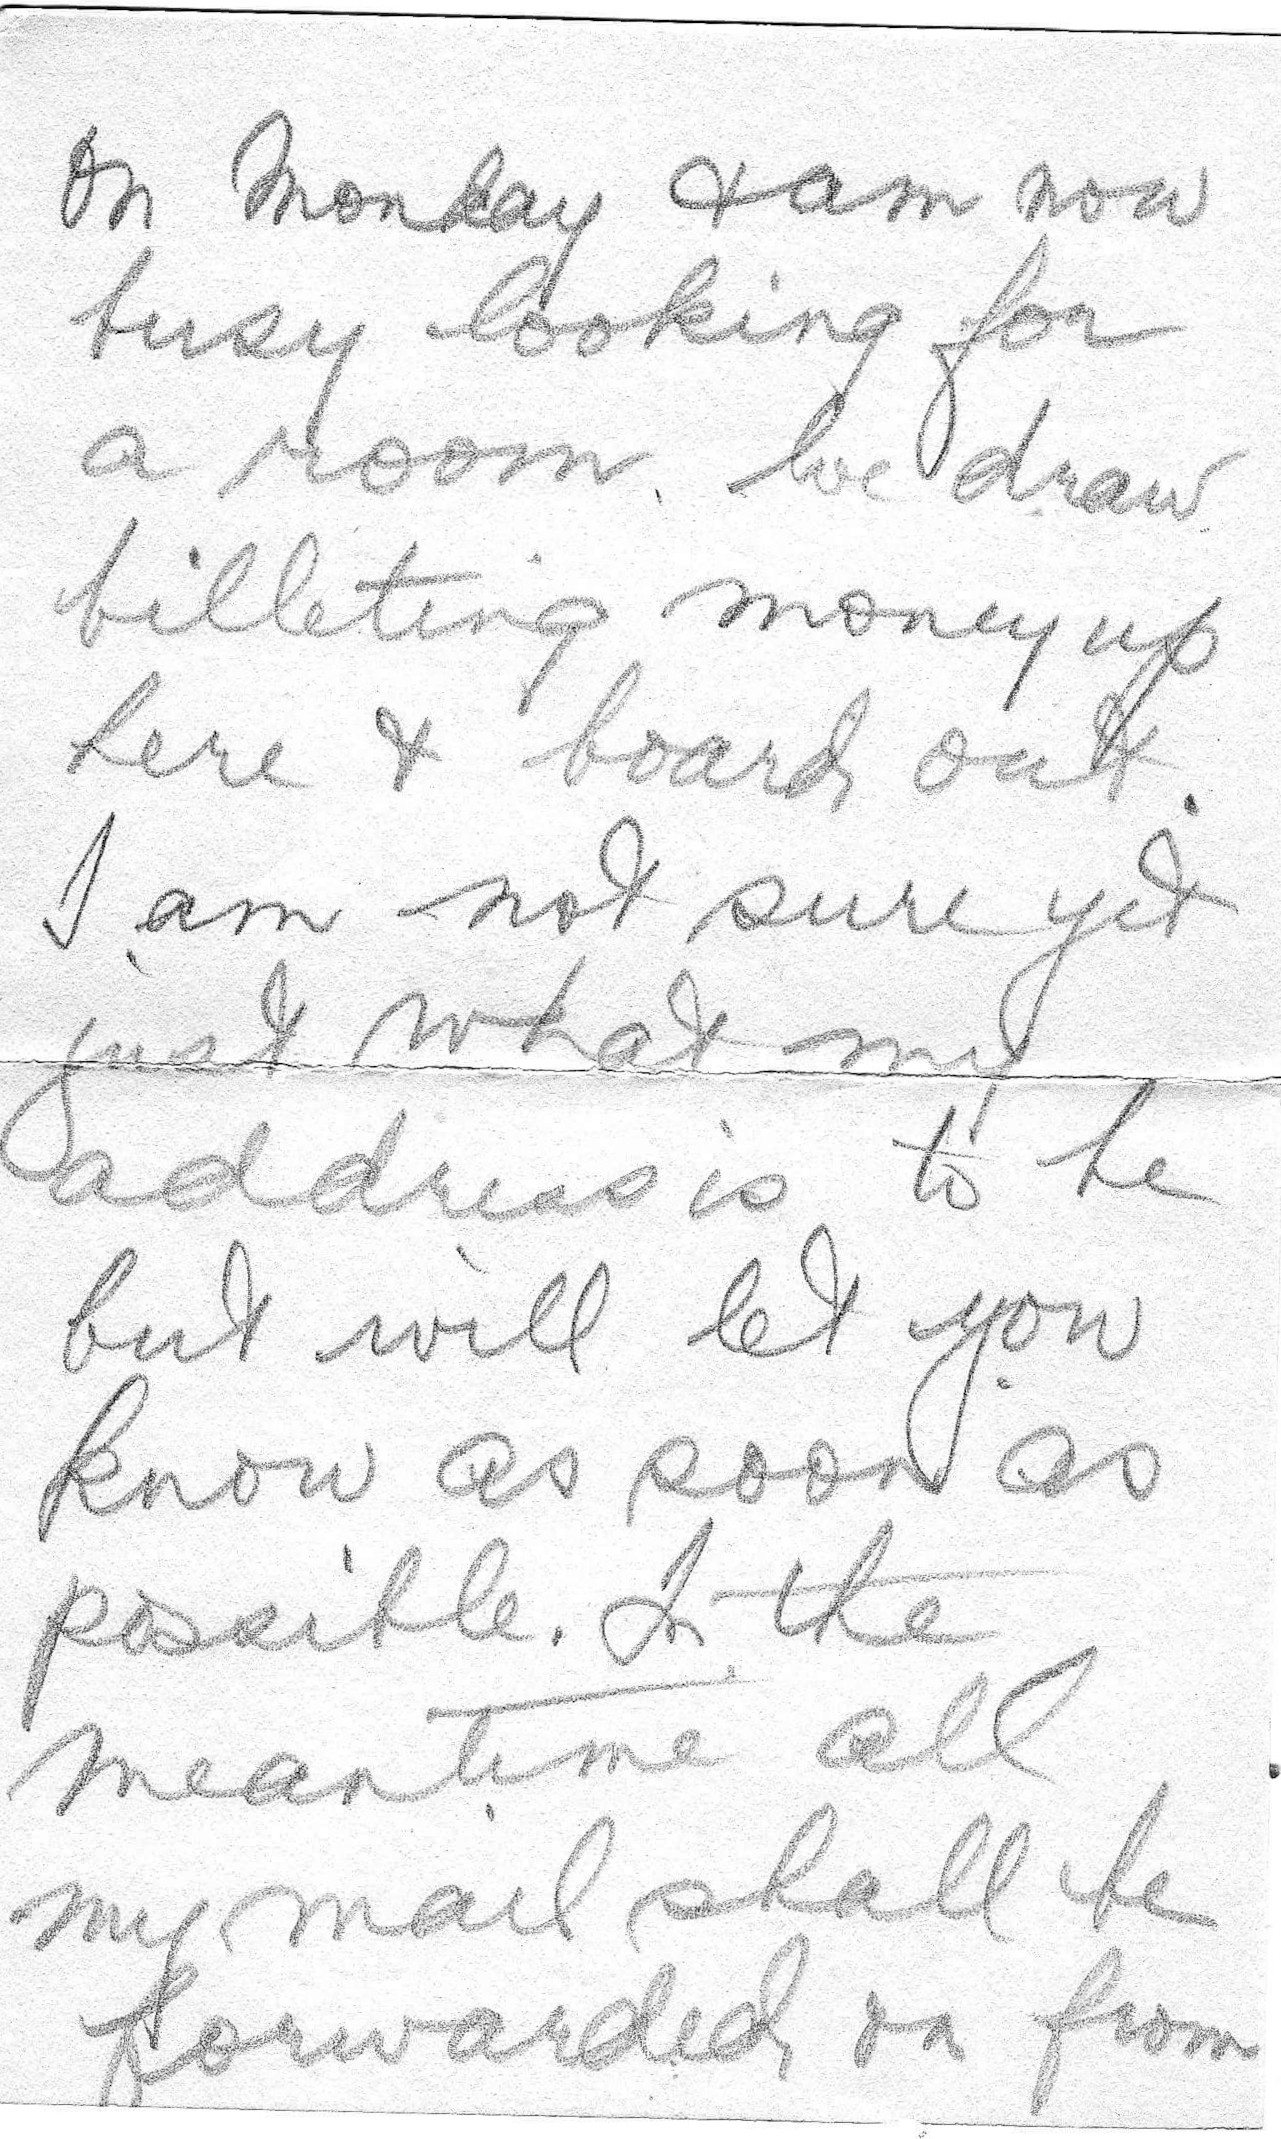 on Monday & am now
busy looking for
a room. We draw
billeting money up
here & board out.
I am not sure yet
just what my
address is to be
but will let you
know as soon as
possible. In the
meantime all
my mail shall be
forwarded on from